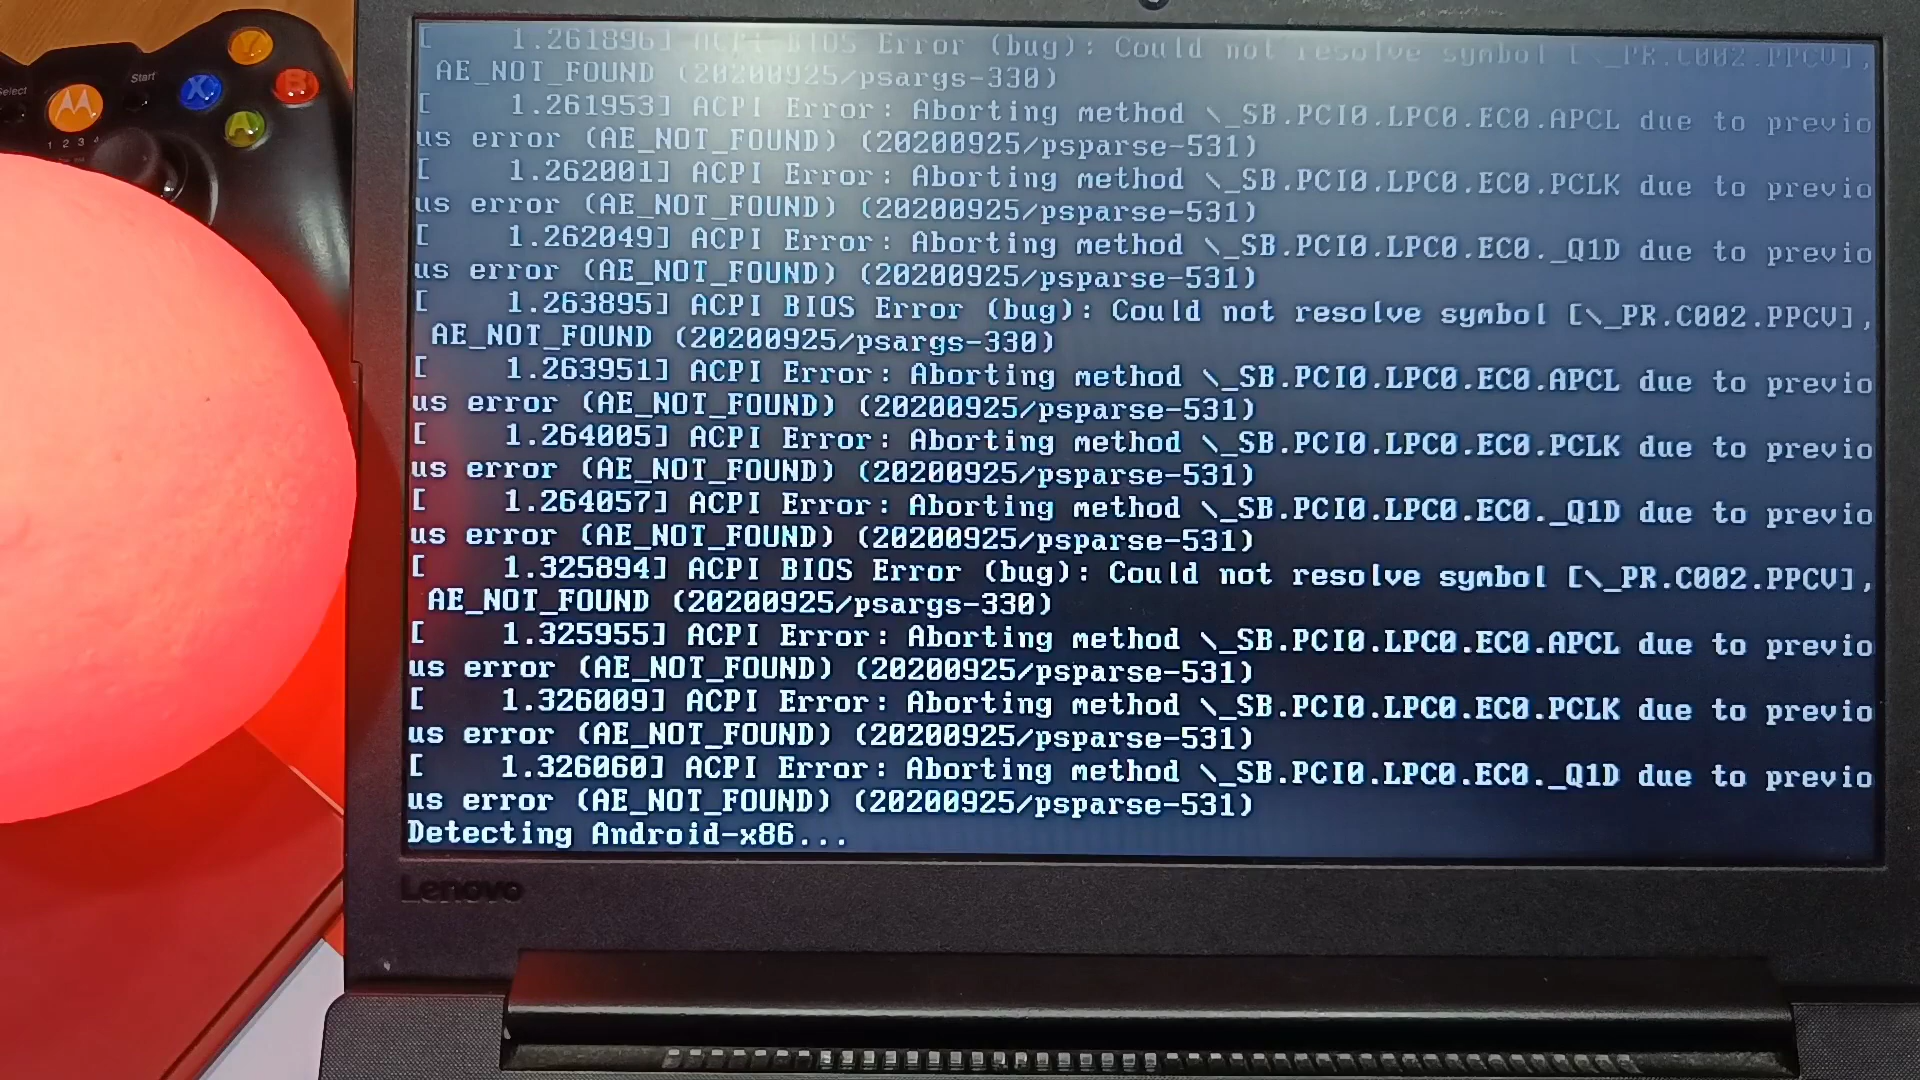 Select
Start
X
B
A
1 2 3 4
[    1.261896] ACPI BIOS Error (bug): Could not resolve symbol [\_PR.C002.PPCV],
 AE_NOT_FOUND (20200925/psargs-330)
[    1.261953] ACPI Error: Aborting method \_SB.PCI0.LPC0.EC0.APCL due to previo
us error (AE_NOT_FOUND) (20200925/psparse-531)
[    1.262001] ACPI Error: Aborting method \_SB.PCI0.LPC0.EC0.PCLK due to previo
us error (AE_NOT_FOUND) (20200925/psparse-531)
[    1.262049] ACPI Error: Aborting method \_SB.PCI0.LPC0.EC0._Q1D due to previo
us error (AE_NOT_FOUND) (20200925/psparse-531)
[    1.263895] ACPI BIOS Error (bug): Could not resolve symbol [\_PR.C002.PPCV],
 AE_NOT_FOUND (20200925/psargs-330)
[    1.263951] ACPI Error: Aborting method \_SB.PCI0.LPC0.EC0.APCL due to previo
us error (AE_NOT_FOUND) (20200925/psparse-531)
[    1.264005] ACPI Error: Aborting method \_SB.PCI0.LPC0.EC0.PCLK due to previo
us error (AE_NOT_FOUND) (20200925/psparse-531)
[    1.264057] ACPI Error: Aborting method \_SB.PCI0.LPC0.EC0._Q1D due to previo
us error (AE_NOT_FOUND) (20200925/psparse-531)
[    1.325894] ACPI BIOS Error (bug): Could not resolve symbol [\_PR.C002.PPCV],
 AE_NOT_FOUND (20200925/psargs-330)
[    1.325955] ACPI Error: Aborting method \_SB.PCI0.LPC0.EC0.APCL due to previo
us error (AE_NOT_FOUND) (20200925/psparse-531)
[    1.326009] ACPI Error: Aborting method \_SB.PCI0.LPC0.EC0.PCLK due to previo
us error (AE_NOT_FOUND) (20200925/psparse-531)
[    1.326060] ACPI Error: Aborting method \_SB.PCI0.LPC0.EC0._Q1D due to previo
us error (AE_NOT_FOUND) (20200925/psparse-531)
Detecting Android-x86...
Lenovo